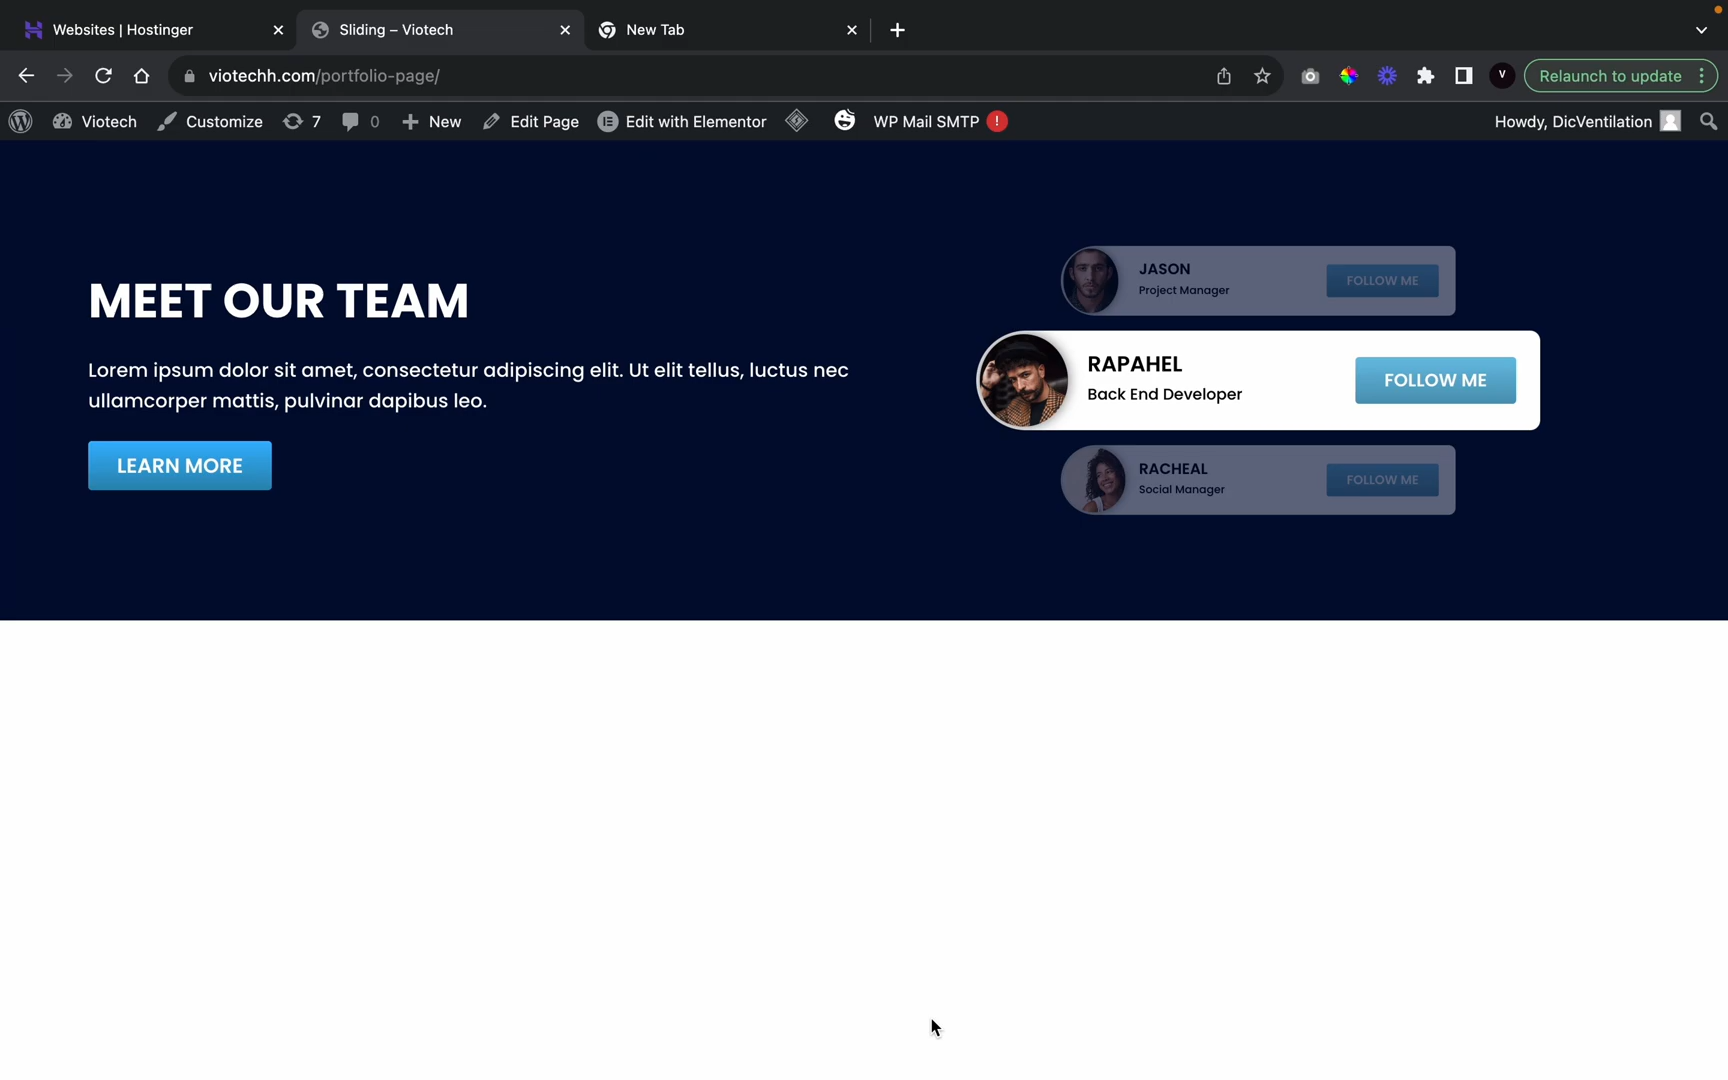 Websites | Hostinger
Sliding – Viotech
New Tab
viotechh.com/portfolio-page/
V
Relaunch to update
Viotech
Customize
7
0
New
Edit Page
Edit with Elementor
WP Mail SMTP !
Howdy, DicVentilation
MEET OUR TEAM
Lorem ipsum dolor sit amet, consectetur adipiscing elit. Ut elit tellus, luctus nec
ullamcorper mattis, pulvinar dapibus leo.
LEARN MORE
JASON
Project Manager
FOLLOW ME
RAPAHEL
Back End Developer
FOLLOW ME
RACHEAL
Social Manager
FOLLOW ME